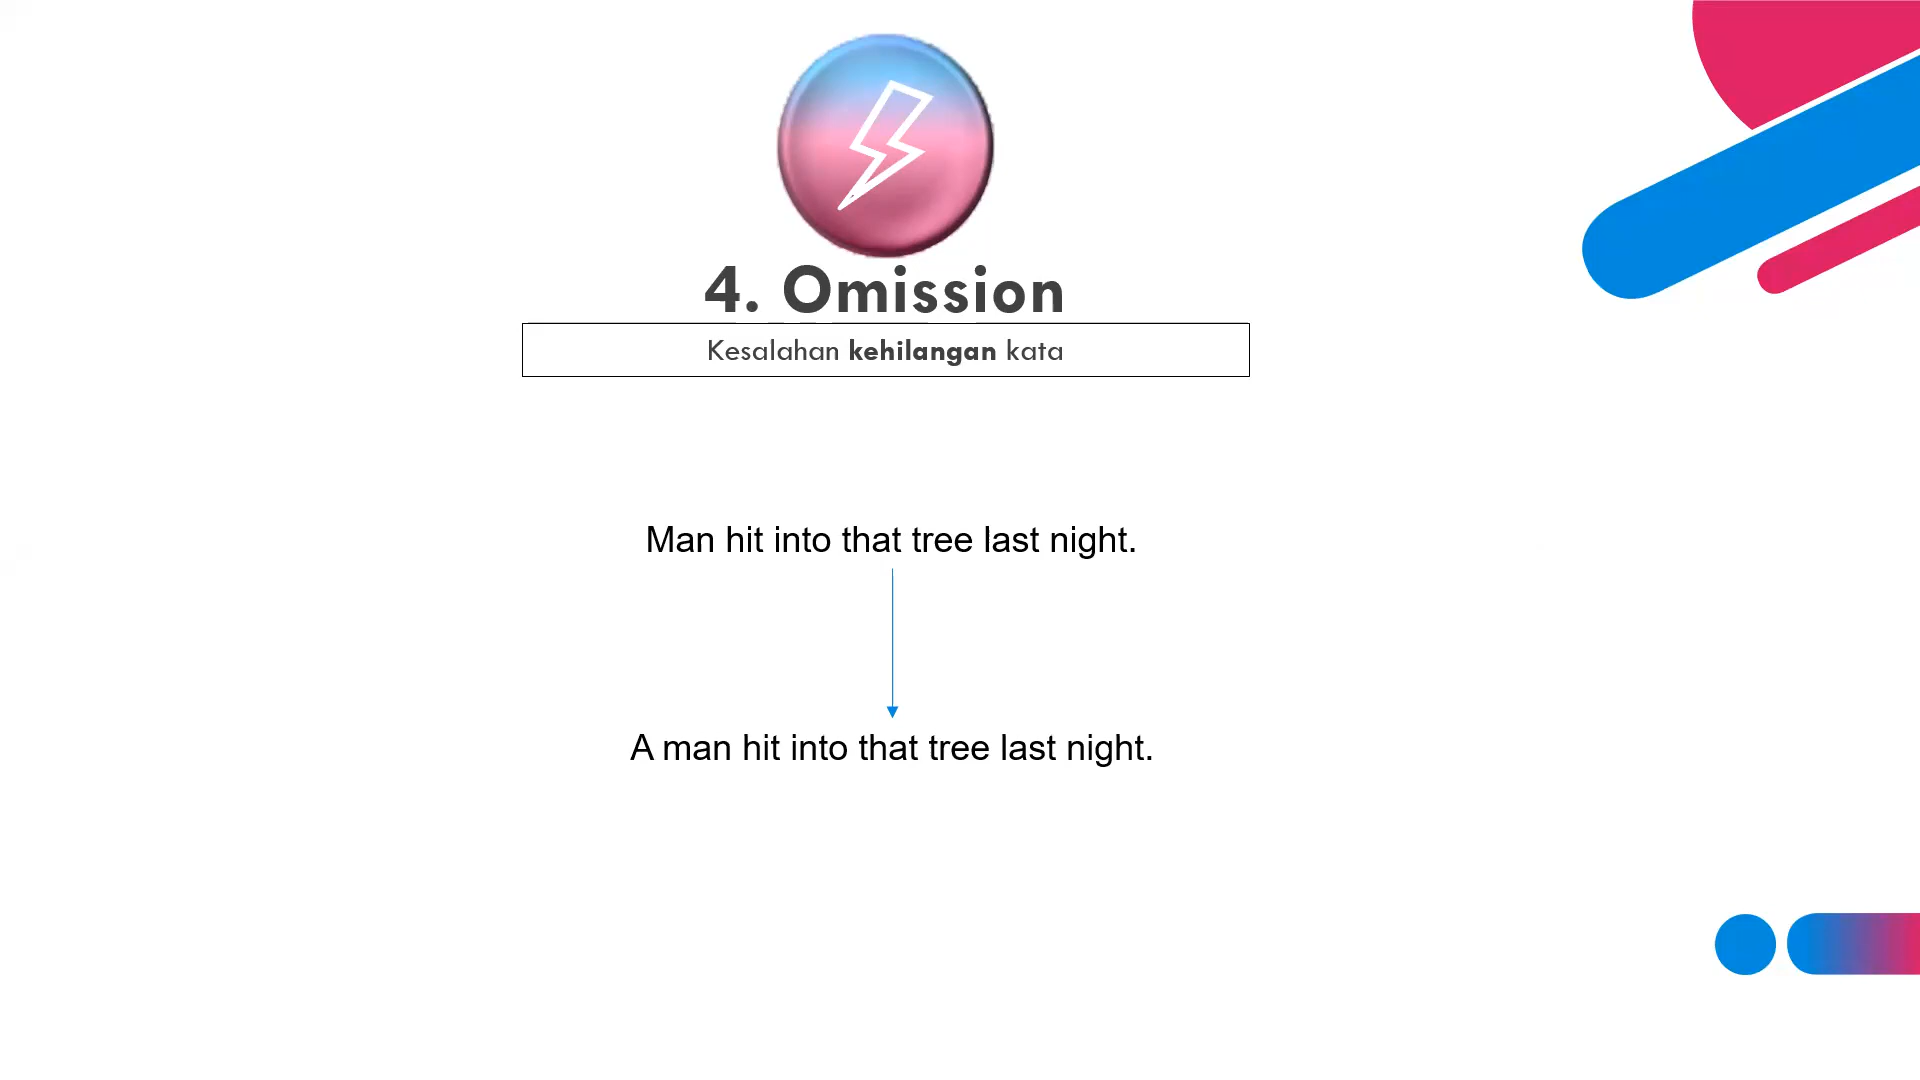 4. Omission
Kesalahan kehilangan kata
Man hit into that tree last night.
A man hit into that tree last night.